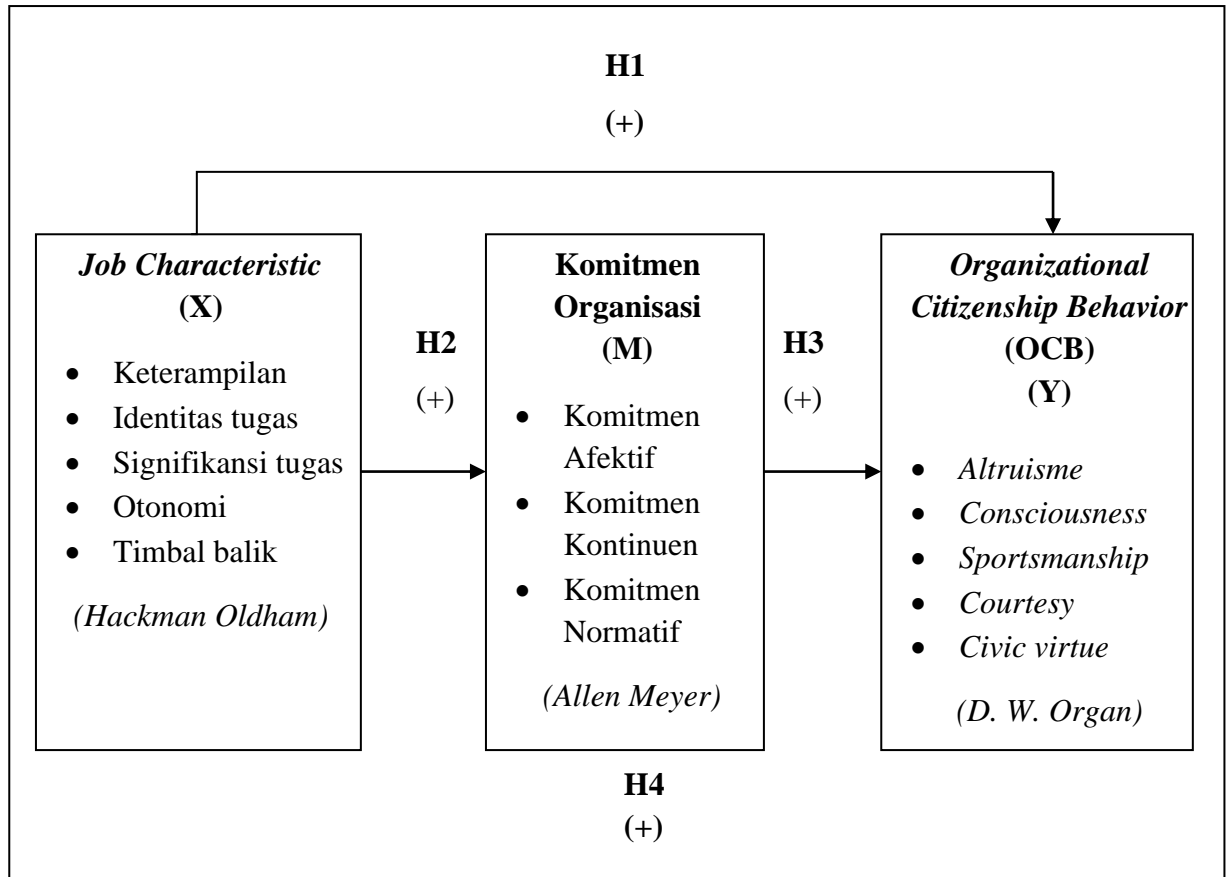 H1
(+)
Job Characteristic
(X)
• Keterampilan
• Identitas tugas
• Signifikansi tugas
• Otonomi
• Timbal balik
(Hackman Oldham)
H2
(+)
Komitmen
Organisasi
(M)
• Komitmen
Afektif
• Komitmen
Kontinuen
• Komitmen
Normatif
(Allen Meyer)
H3
(+)
Organizational
Citizenship Behavior
(OCB)
(Y)
• Altruisme
• Consciousness
• Sportsmanship
• Courtesy
• Civic virtue
(D. W. Organ)
H4
(+)